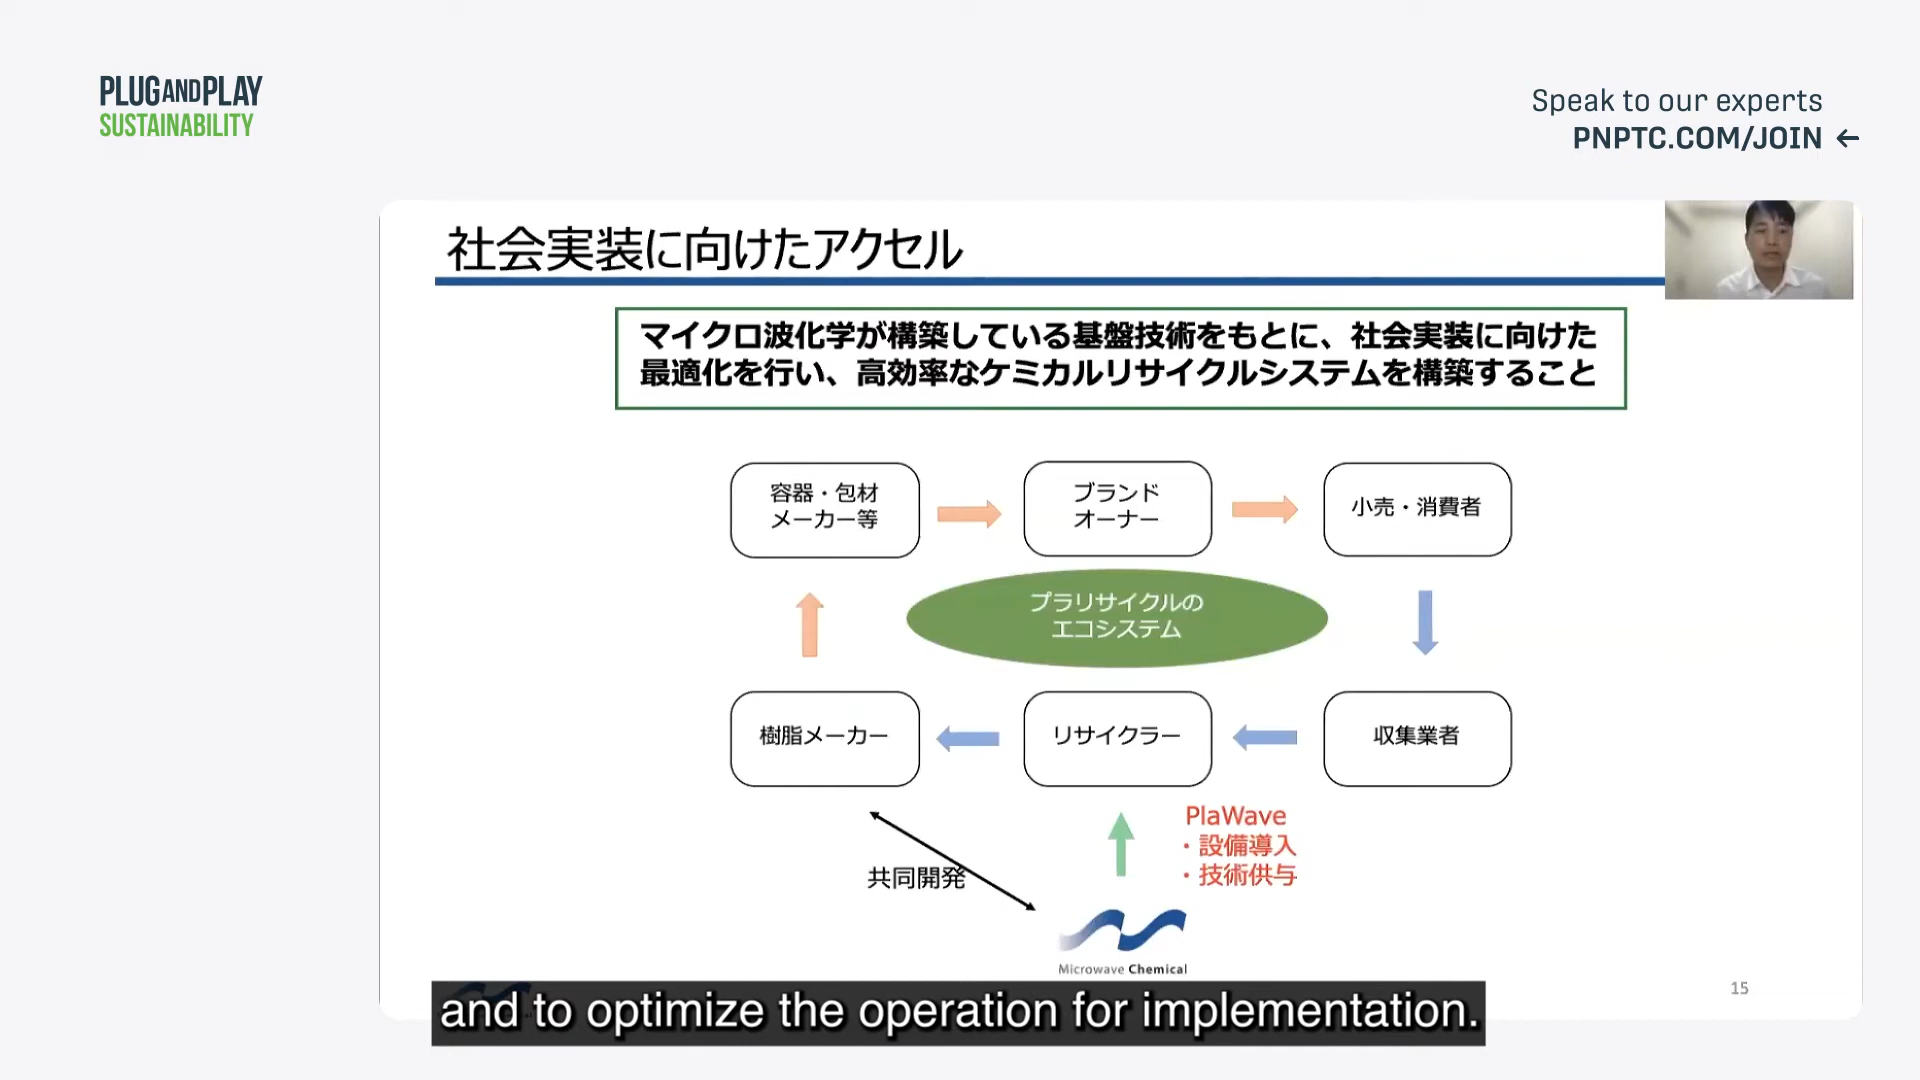 PLUGANDPLAY
SUSTAINABILITY
Speak to our experts
PNPTC.COM/JOIN ←
社会実装に向けたアクセル
マイクロ波化学が構築している基盤技術をもとに、社会実装に向けた
最適化を行い、高効率なケミカルリサイクルシステムを構築すること
容器・包材
メーカー等
ブランド
オーナー
小売・消費者
プラリサイクルの
エコシステム
樹脂メーカー
リサイクラー
収集業者
共同開発
PlaWave
・設備導入
・技術供与
Microwave Chemical
15
and to optimize the operation for implementation.